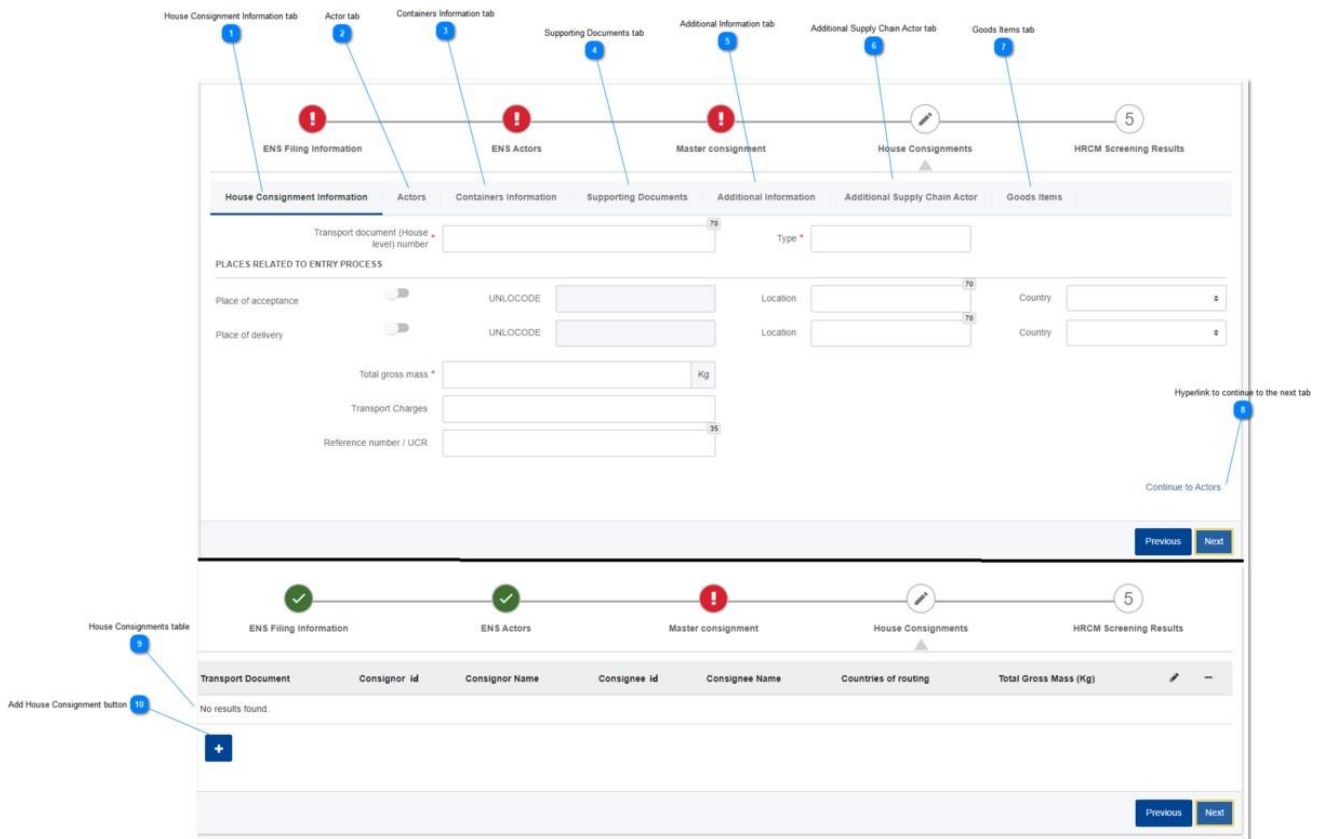 House Consignment Information tab
1
Actor tab
2
Containers Information tab
3
Supporting Documents tab
4
Additional Information tab
5
Additional Supply Chain Actor tab
6
Goods Items tab
7
ENS Filing Information
ENS Actors
Master consignment
House Consignments
5
HRCM Screening Results
House Consignment Information
Actors
Containers Information
Supporting Documents
Additional Information
Additional Supply Chain Actor
Goods Items
Transport document (House
level) number *
70
Type *
PLACES RELATED TO ENTRY PROCESS
Place of acceptance
UNLOCODE
Location
70
Country
Place of delivery
UNLOCODE
Location
70
Country
Total gross mass *
Kg
Transport Charges
Reference number / UCR
35
Hyperlink to continue to the next tab
8
Continue to Actors
Previous
Next
ENS Filing Information
ENS Actors
Master consignment
House Consignments
5
HRCM Screening Results
House Consignments table
9
Transport Document
Consignor id
Consignor Name
Consignee id
Consignee Name
Countries of routing
Total Gross Mass (Kg)
No results found.
Add House Consignment button
10
+
Previous
Next